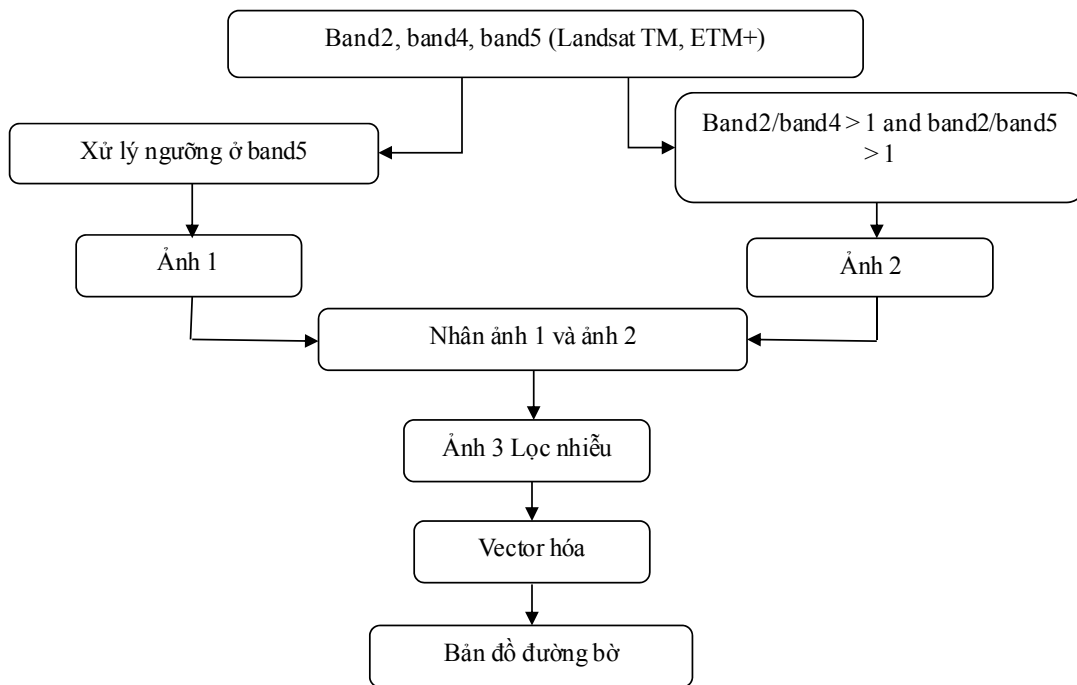 Band2, band4, band5 (Landsat TM, ETM+)
Xử lý ngưỡng ở band5
Band2/band4 > 1 and band2/band5
> 1
Ảnh 1
Ảnh 2
Nhân ảnh 1 và ảnh 2
Ảnh 3 Lọc nhiễu
Vector hóa
Bản đồ đường bờ